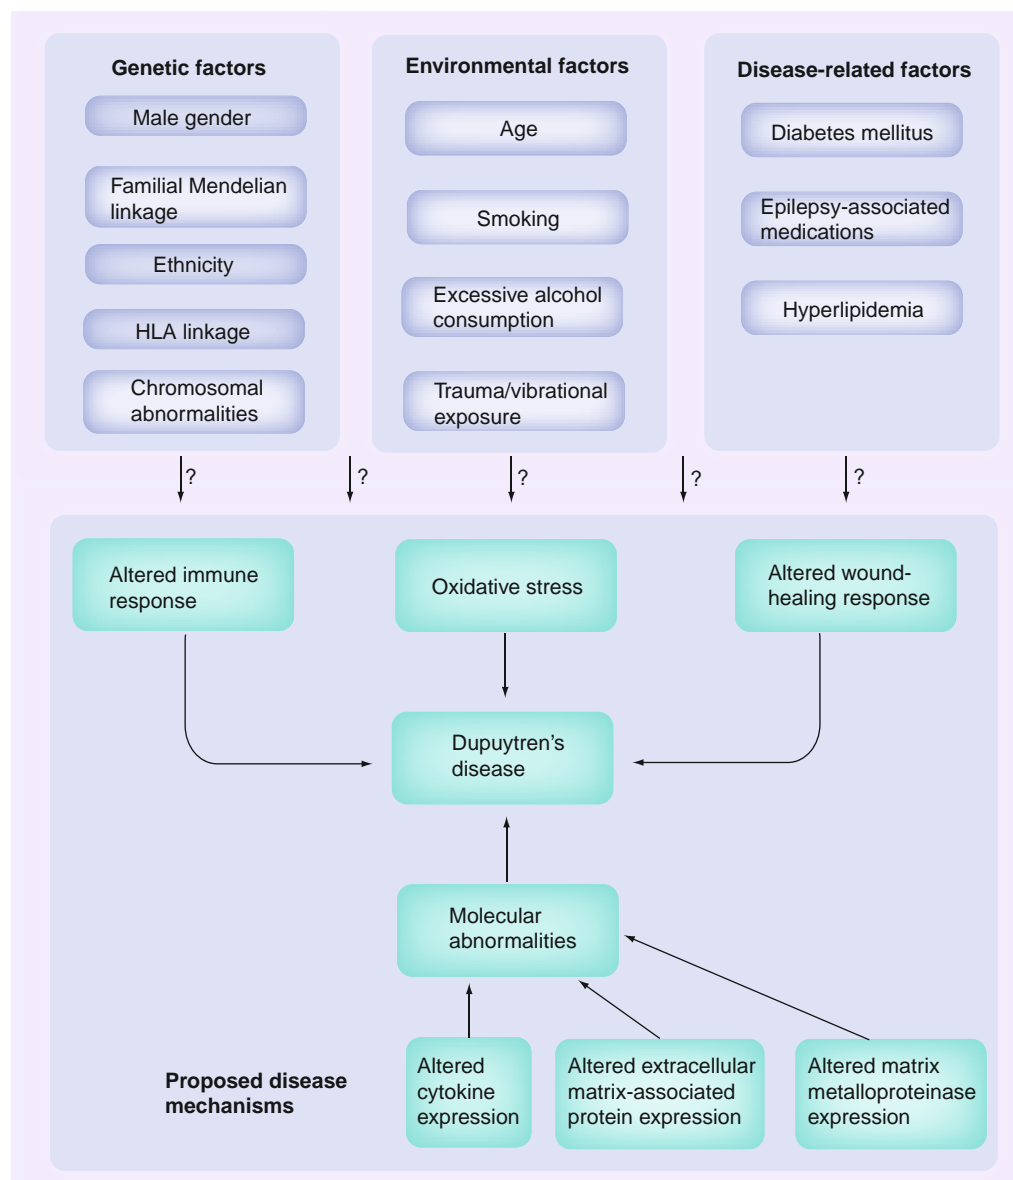 Genetic factors
Male gender
Familial Mendelian
linkage
Ethnicity
HLA linkage
Chromosomal
abnormalities
Environmental factors
Age
Smoking
Excessive alcohol
consumption
Trauma/vibrational
exposure
Disease-related factors
Diabetes mellitus
Epilepsy-associated
medications
Hyperlipidemia
?
?
?
?
?
Altered immune
response
Oxidative stress
Altered wound-
healing response
Dupuytren’s
disease
Molecular
abnormalities
Proposed disease
mechanisms
Altered
cytokine
expression
Altered extracellular
matrix-associated
protein expression
Altered matrix
metalloproteinase
expression